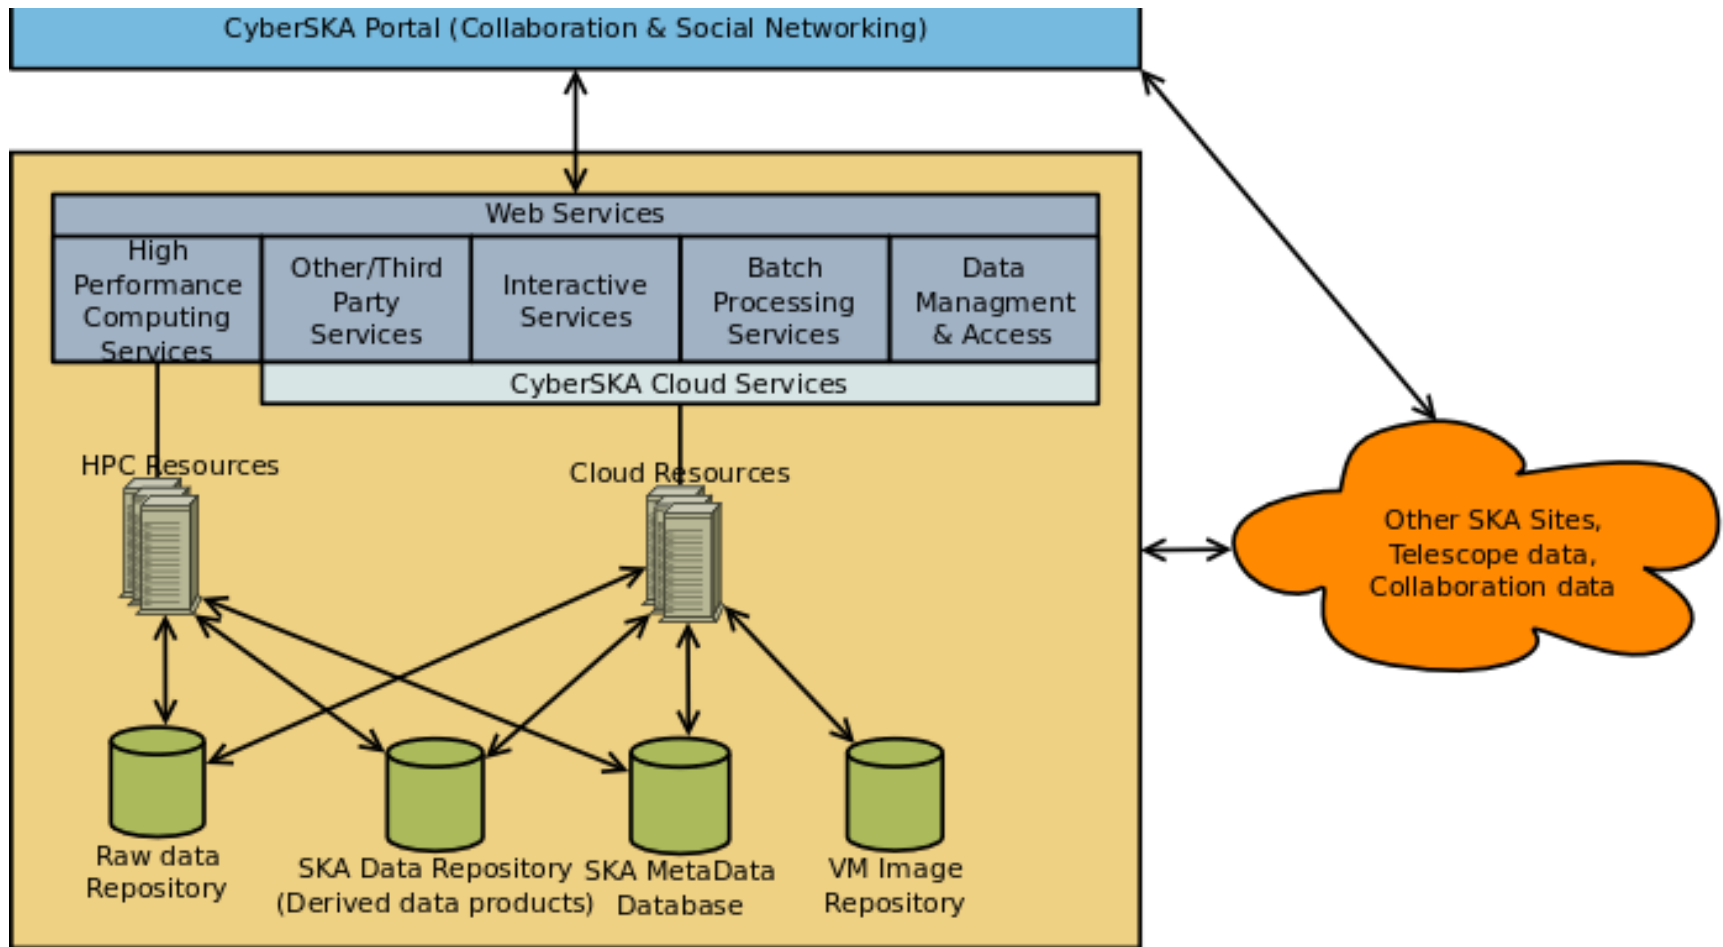 CyberSKA Portal (Collaboration & Social Networking)
Web Services
High
Performance
Computing
Services
Other/Third
Party
Services
Interactive
Services
Batch
Processing
Services
Data
Managment
& Access
CyberSKA Cloud Services
HPC Resources
Cloud Resources
Other SKA Sites,
Telescope data,
Collaboration data
Raw data
Repository
SKA Data Repository
(Derived data products)
SKA MetaData
Database
VM Image
Repository